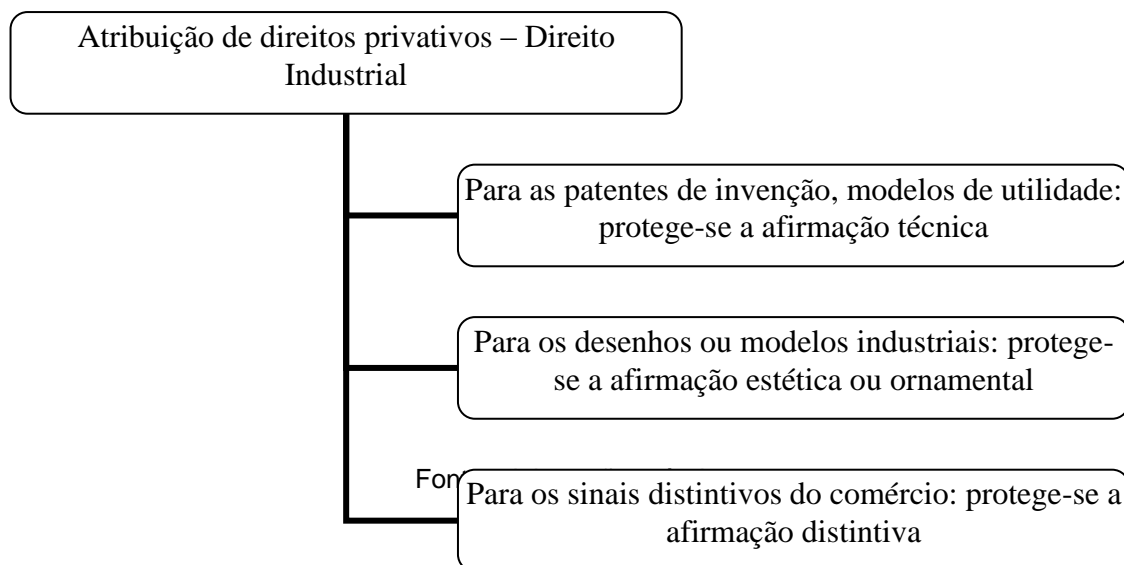 Atribuição de direitos privativos – Direito
Industrial
Para as patentes de invenção, modelos de utilidade:
protege-se a afirmação técnica
Para os desenhos ou modelos industriais: protege-
se a afirmação estética ou ornamental
Para os sinais distintivos do comércio: protege-se a
afirmação distintiva